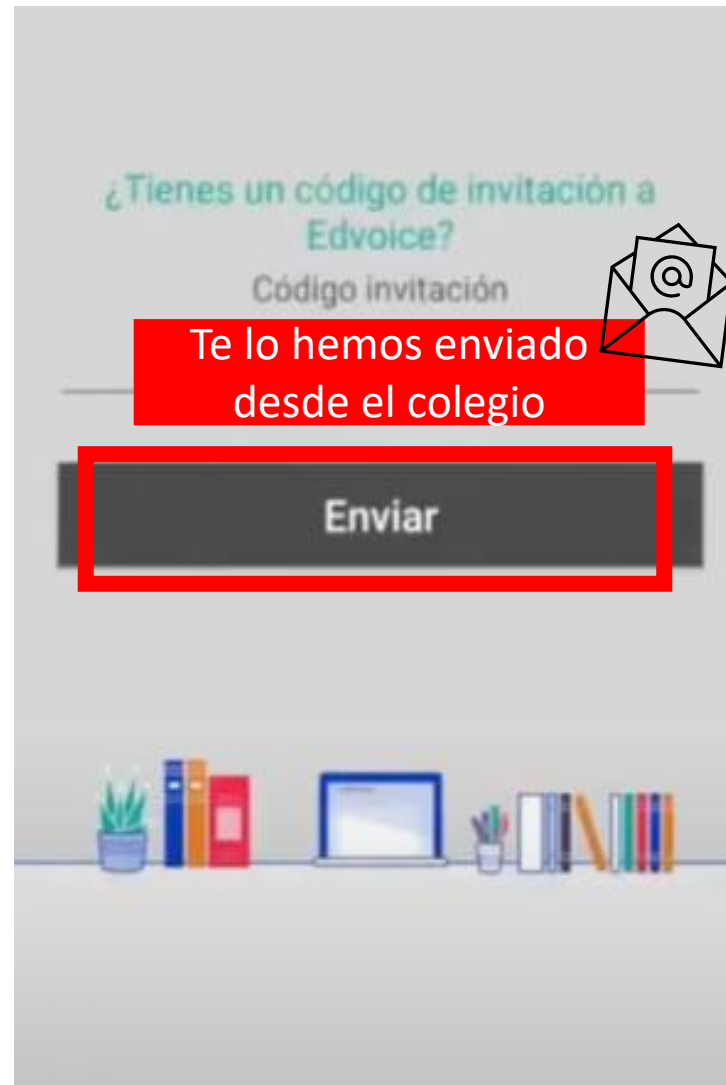 ¿Tienes un código de invitación a
Edvoice?
Código invitación
@
Te lo hemos enviado
desde el colegio
Enviar